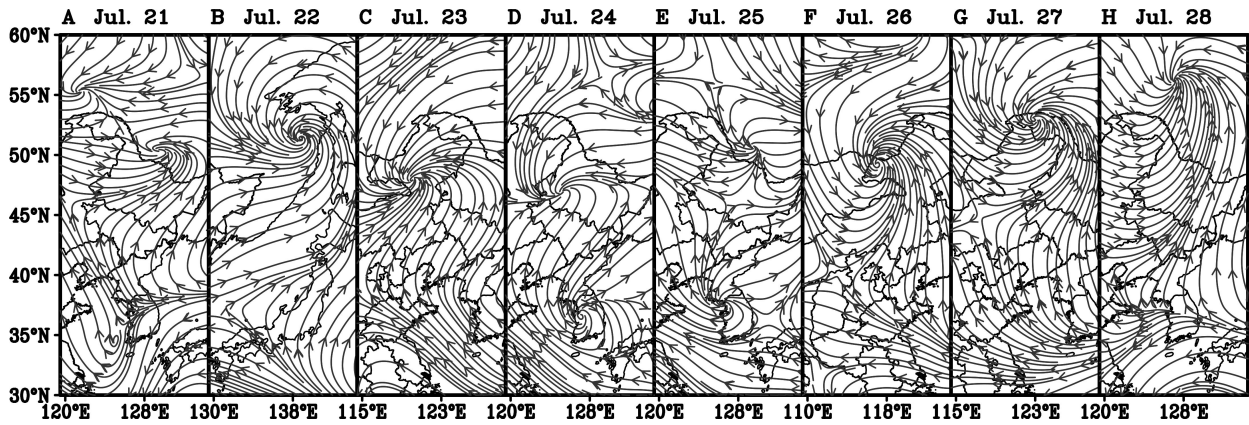 A Jul. 21 B Jul. 22 C Jul. 23 D Jul. 24 E Jul. 25 F Jul. 26 G Jul. 27 H Jul. 28
60°N
55°N
50°N
45°N
40°N
35°N
30°N
120°E 128°E 130°E 138°E 115°E 123°E 120°E 128°E 120°E 128°E 110°E 118°E 115°E 123°E 120°E 128°E